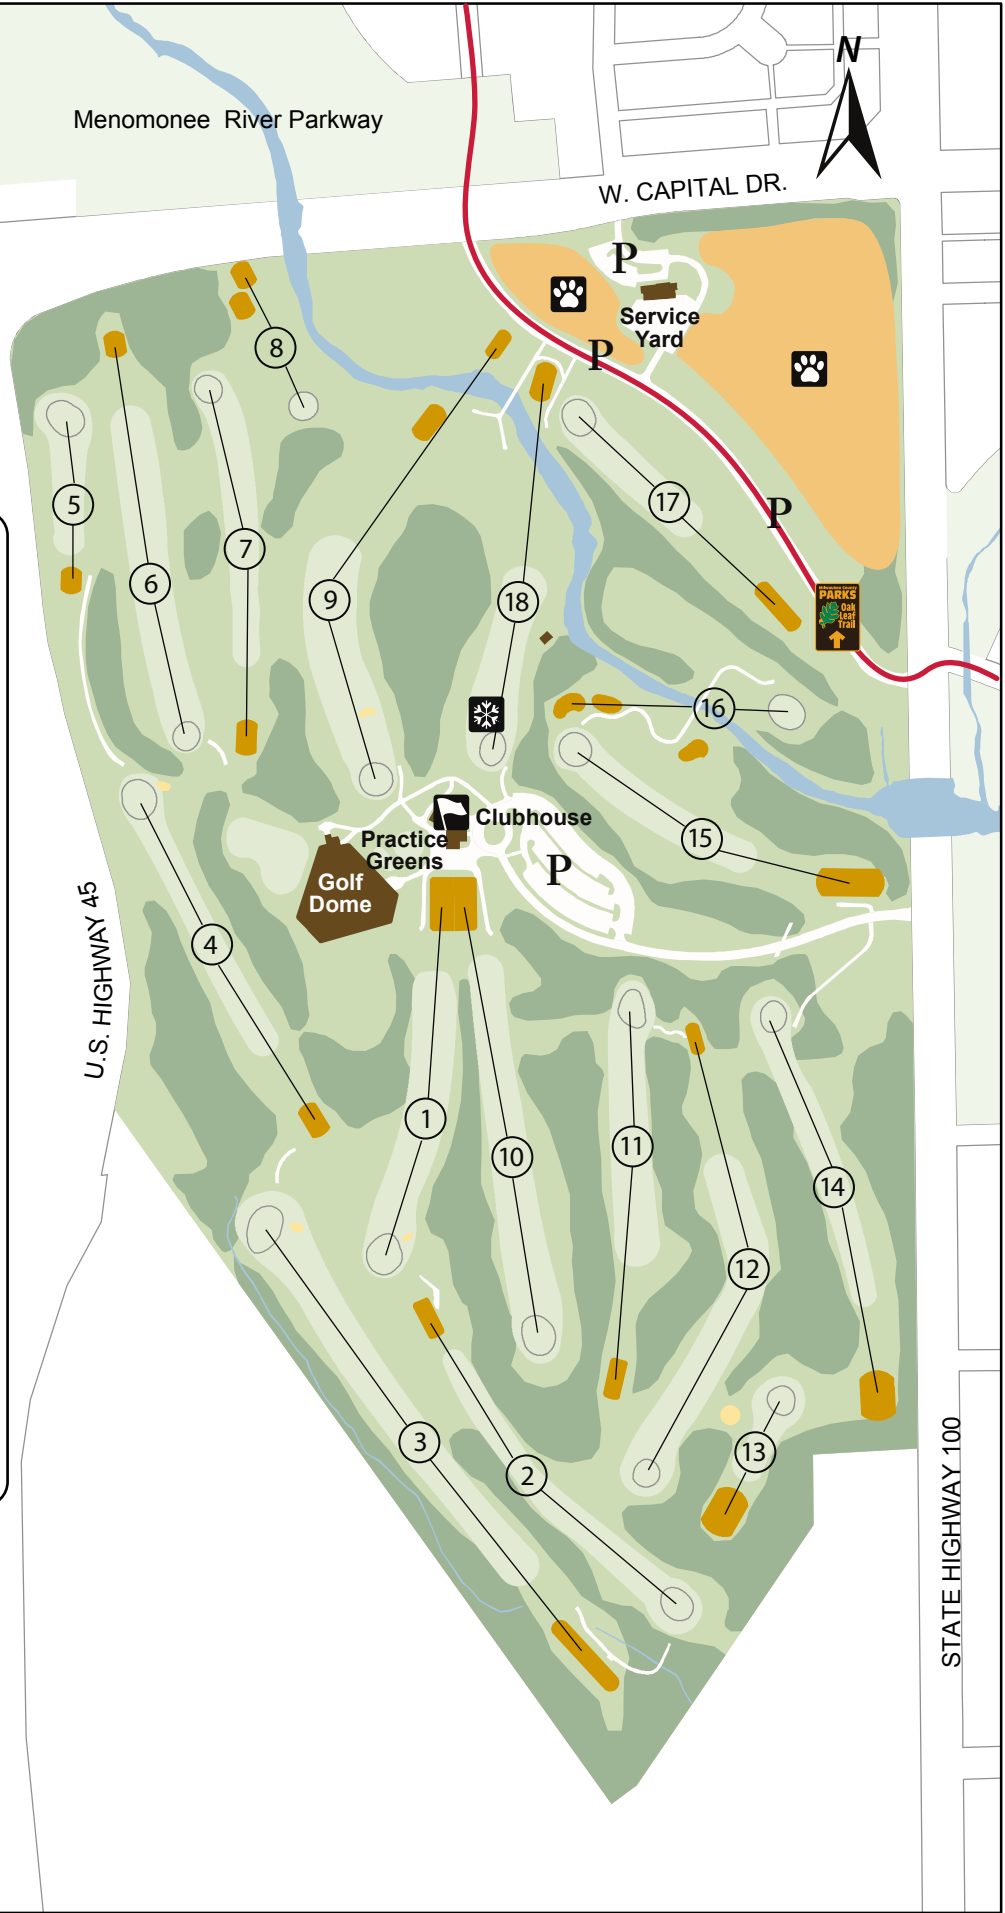 N
Menomonee River Parkway
W. CAPITAL DR.
P
Service
Yard
P
8
5
17
P
7
6
9
18
Milwaukee County
PARKS
Oak
Leaf
Trail
16
Clubhouse
Practice
Greens
15
P
Golf
Dome
U.S. HIGHWAY 45
4
1
11
10
14
12
3
13
2
STATE HIGHWAY 100